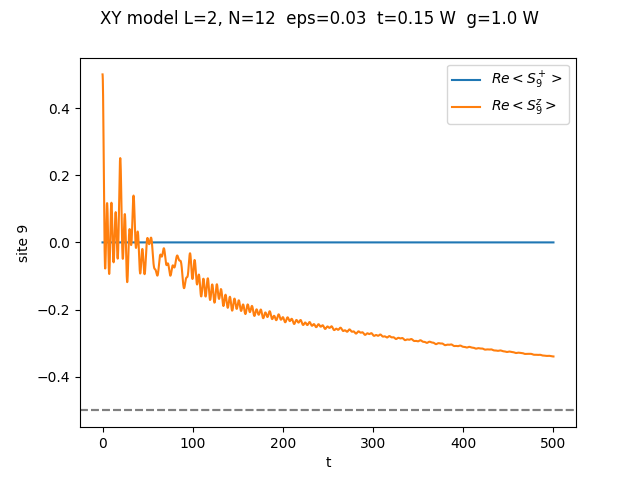 XY model L=2, N=12  eps=0.03  t=0.15 W  g=1.0 W
Re < S_9^+ >
Re < S_9^z >
0.4
0.2
0.0
−0.2
−0.4
site 9
0
100
200
300
400
500
t